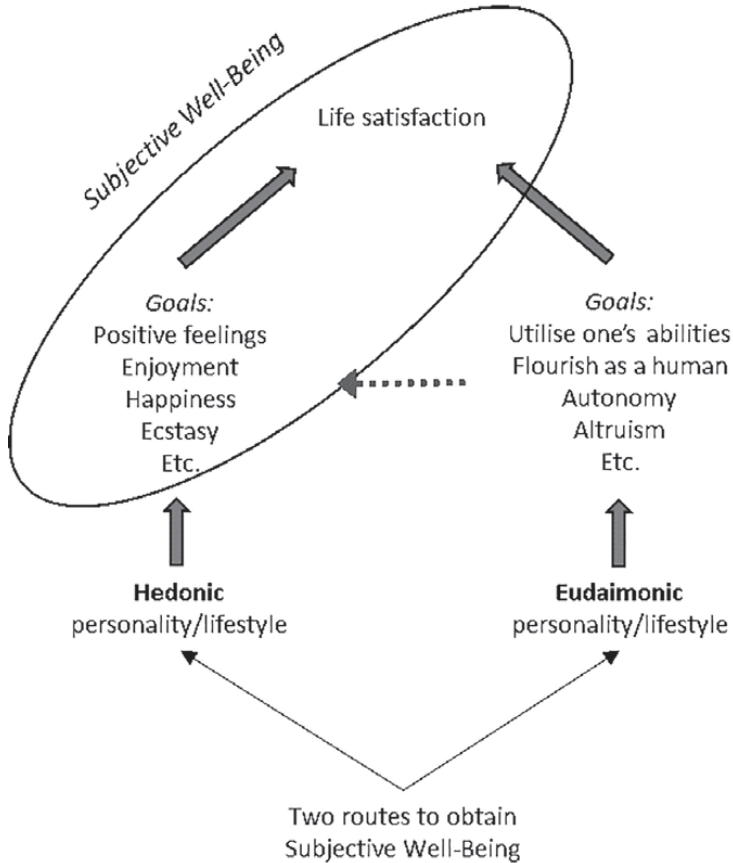 Subjective Well-Being
Life satisfaction
Goals:
Positive feelings
Enjoyment
Happiness
Ecstasy
Etc.
Goals:
Utilise one's abilities
Flourish as a human
Autonomy
Altruism
Etc.
Hedonic
personality/lifestyle
Eudaimonic
personality/lifestyle
Two routes to obtain
Subjective Well-Being